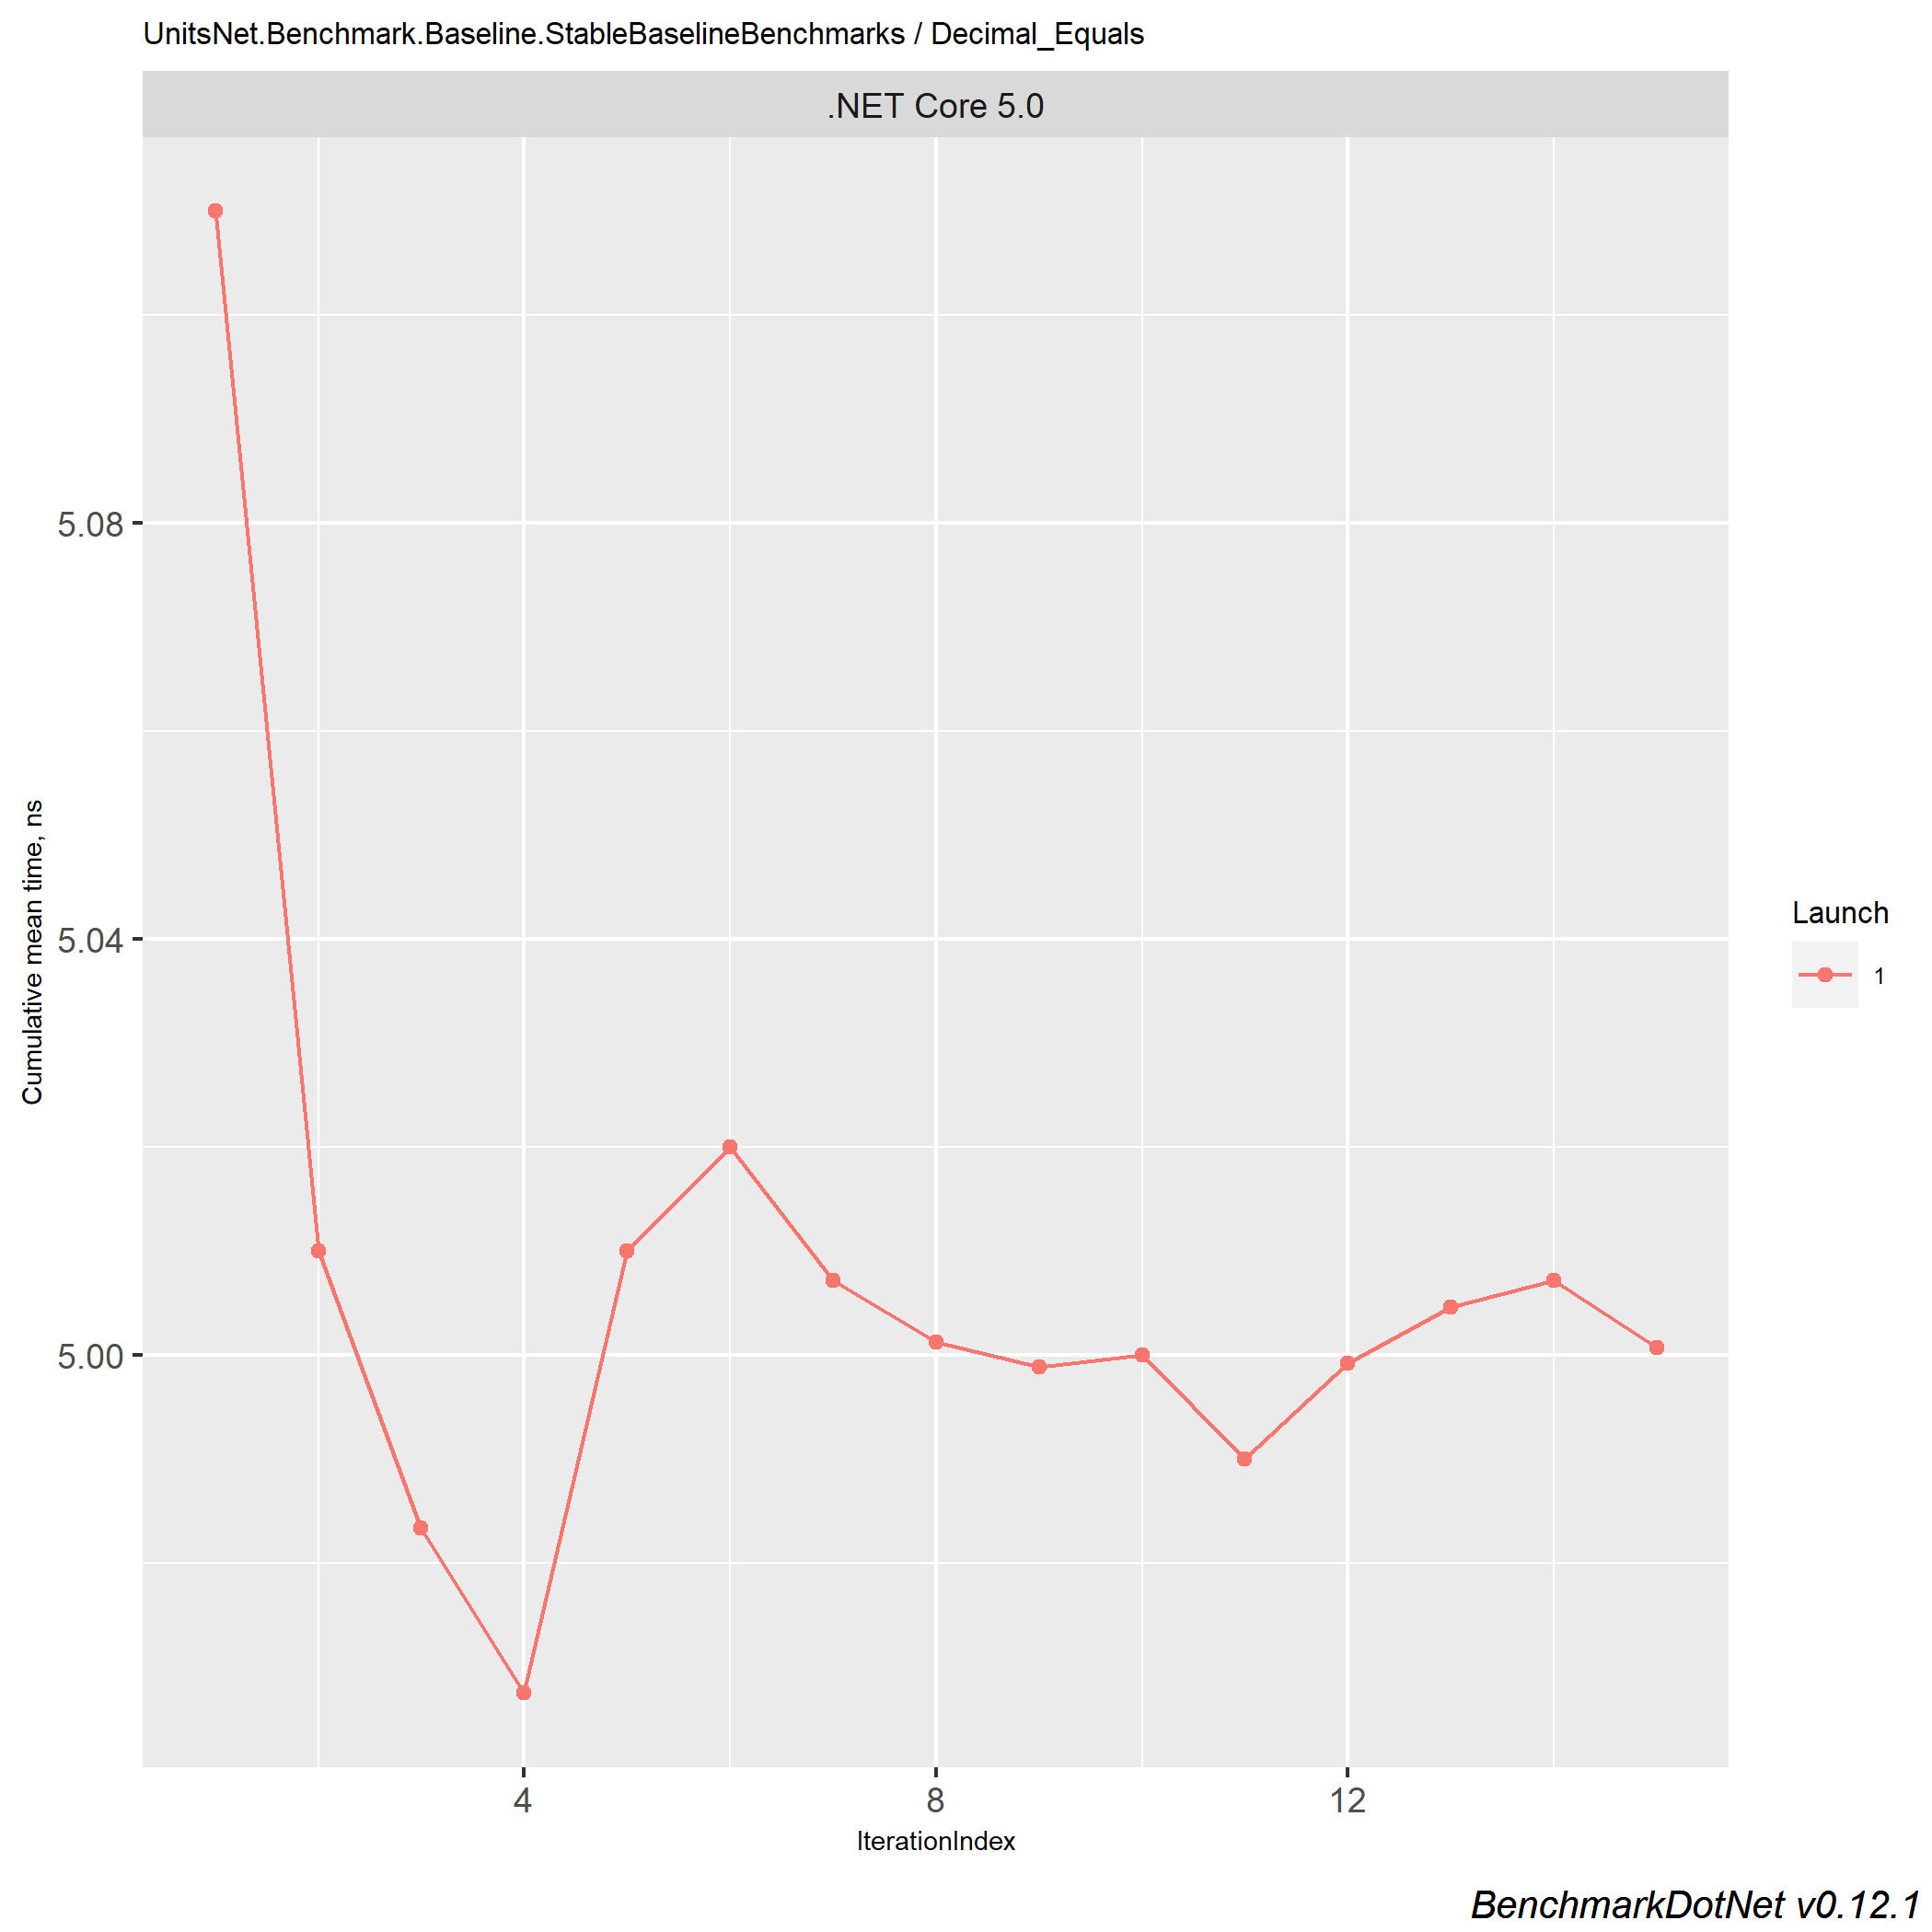 UnitsNet.Benchmark.Baseline.StableBaselineBenchmarks / Decimal_Equals
.NET Core 5.0
5.08
5.04
5.00
Cumulative mean time, ns
4
8
12
IterationIndex
Launch
1
BenchmarkDotNet v0.12.1